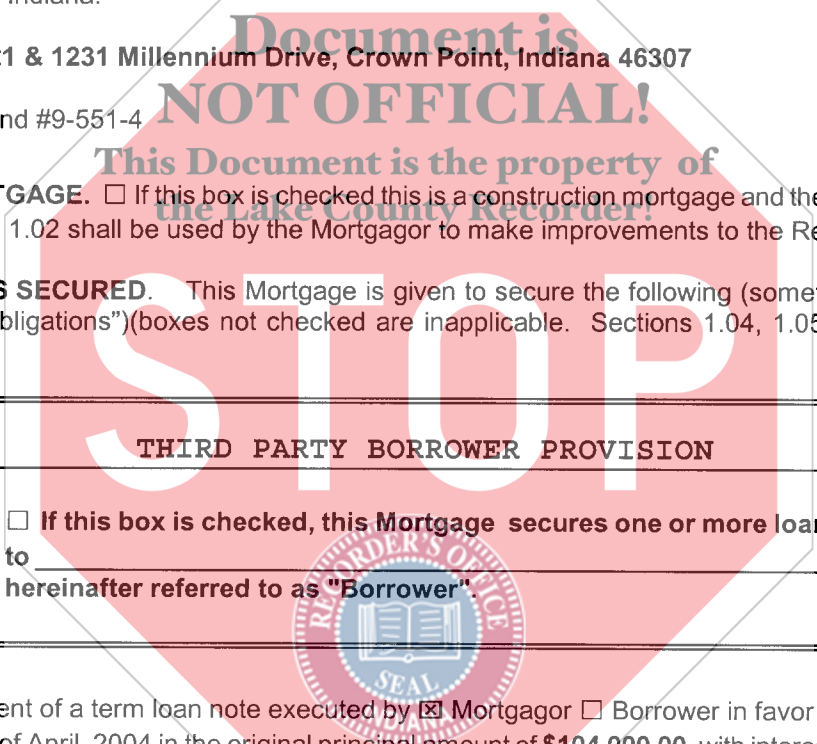 Indiana.
Document is
1 & 1231 Millennium Drive, Crown Point, Indiana 46307
NOT OFFICIAL!
nd #9-551-4
This Document is the property of
GAGE. ☐ If this box is checked this is a construction mortgage and the
the Lake County Recorder!
1.02 shall be used by the Mortgagor to make improvements to the Re
STOP
S SECURED. This Mortgage is given to secure the following (some
bligations")(boxes not checked are inapplicable. Sections 1.04, 1.05
THIRD PARTY BORROWER PROVISION
☐ If this box is checked, this Mortgage secures one or more loa
to
hereinafter referred to as "Borrower".
RECORDER'S OFFICE
SEAL
INDIANA
ent of a term loan note executed by ☒ Mortgagor ☐ Borrower in favor
of April, 2004 in the original principal amount of $104,000.00, with intere